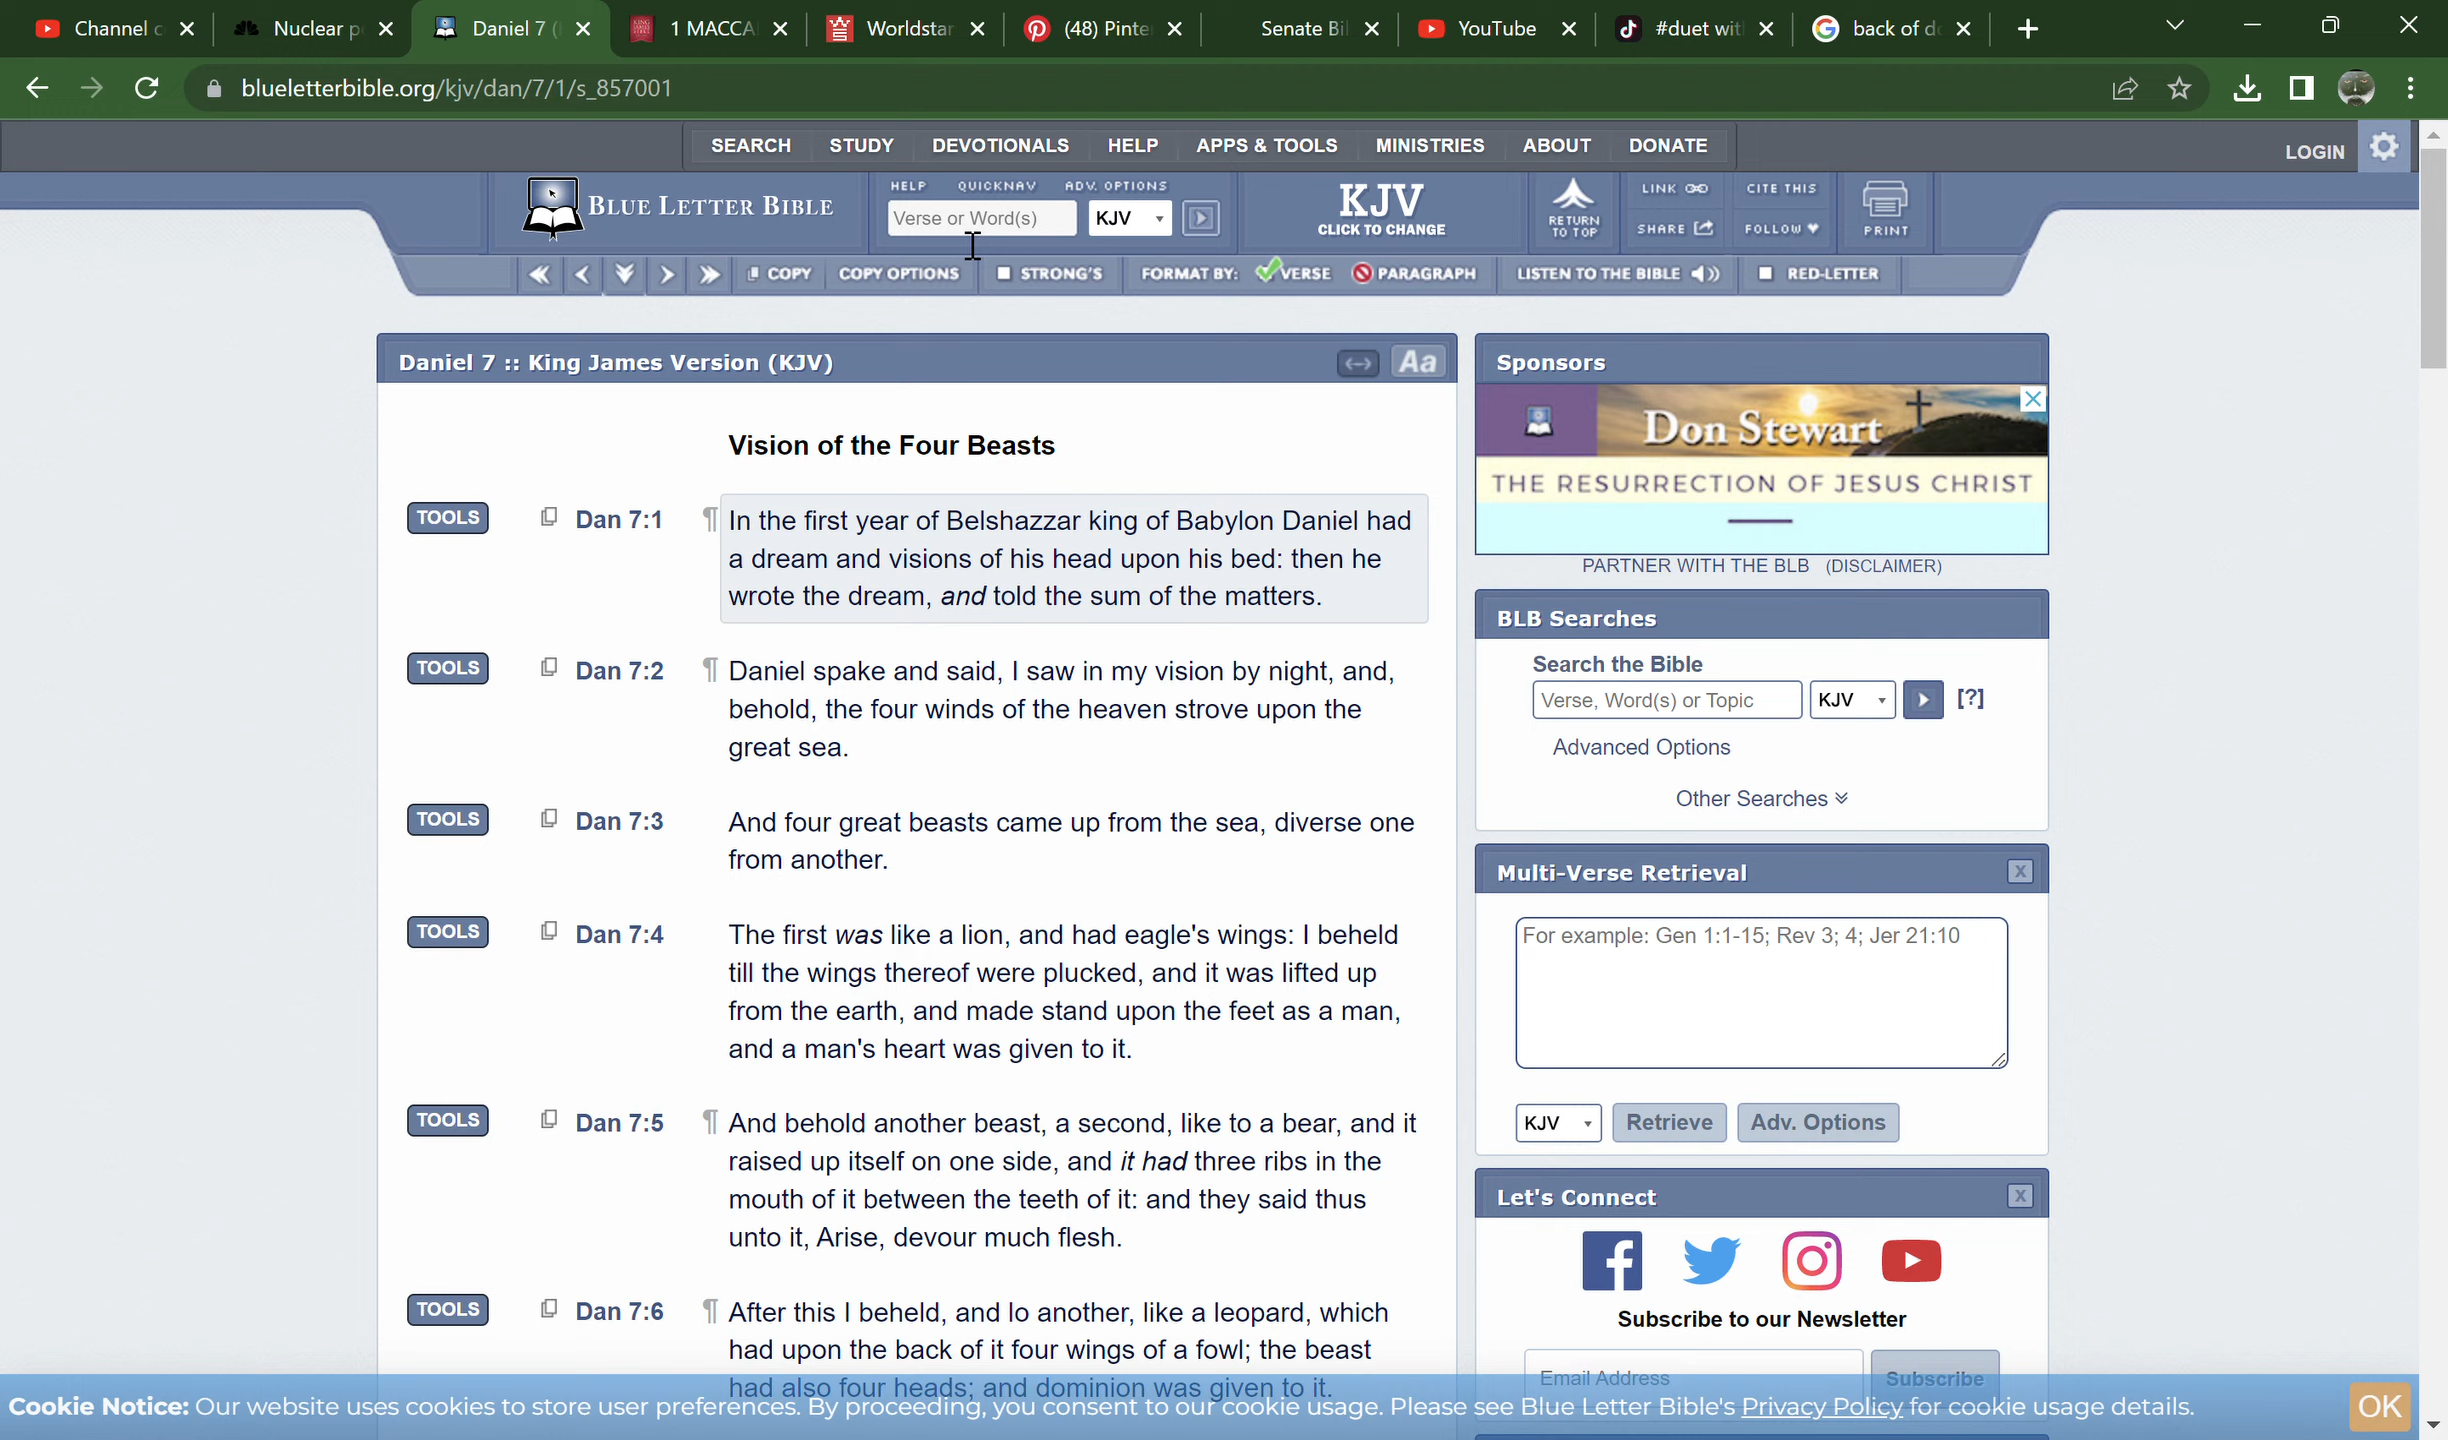 Channel c
Nuclear p
Daniel 7 (
1 MACCA
Worldstar
(48) Pinte
Senate Bil
YouTube
#duet wit
back of d
blueletterbible.org/kjv/dan/7/1/s_857001
SEARCH STUDY DEVOTIONALS HELP APPS & TOOLS MINISTRIES ABOUT DONATE
LOGIN
BLUE LETTER BIBLE
HELP QUICKNAV ADV. OPTIONS
Verse or Word(s)
KJV
KJV
CLICK TO CHANGE
RETURN
TO TOP
LINK
CITE THIS
SHARE
FOLLOW
PRINT
COPY COPY OPTIONS STRONG'S FORMAT BY: VERSE PARAGRAPH LISTEN TO THE BIBLE RED-LETTER
Daniel 7 :: King James Version (KJV)
Aa
Vision of the Four Beasts
TOOLS Dan 7:1 ¶ In the first year of Belshazzar king of Babylon Daniel had
a dream and visions of his head upon his bed: then he
wrote the dream, and told the sum of the matters.
TOOLS Dan 7:2 ¶ Daniel spake and said, I saw in my vision by night, and,
behold, the four winds of the heaven strove upon the
great sea.
TOOLS Dan 7:3 And four great beasts came up from the sea, diverse one
from another.
TOOLS Dan 7:4 The first was like a lion, and had eagle's wings: I beheld
till the wings thereof were plucked, and it was lifted up
from the earth, and made stand upon the feet as a man,
and a man's heart was given to it.
TOOLS Dan 7:5 ¶ And behold another beast, a second, like to a bear, and it
raised up itself on one side, and it had three ribs in the
mouth of it between the teeth of it: and they said thus
unto it, Arise, devour much flesh.
TOOLS Dan 7:6 ¶ After this I beheld, and lo another, like a leopard, which
had upon the back of it four wings of a fowl; the beast
had also four heads; and dominion was given to it.
Sponsors
Don Stewart
THE RESURRECTION OF JESUS CHRIST
PARTNER WITH THE BLB (DISCLAIMER)
BLB Searches
Search the Bible
Verse, Word(s) or Topic
KJV
[?]
Advanced Options
Other Searches
Multi-Verse Retrieval
X
For example: Gen 1:1-15; Rev 3; 4; Jer 21:10
KJV Retrieve Adv. Options
Let's Connect
X
Subscribe to our Newsletter
Email Address
Subscribe
Cookie Notice: Our website uses cookies to store user preferences. By proceeding, you consent to our cookie usage. Please see Blue Letter Bible's Privacy Policy for cookie usage details.
OK